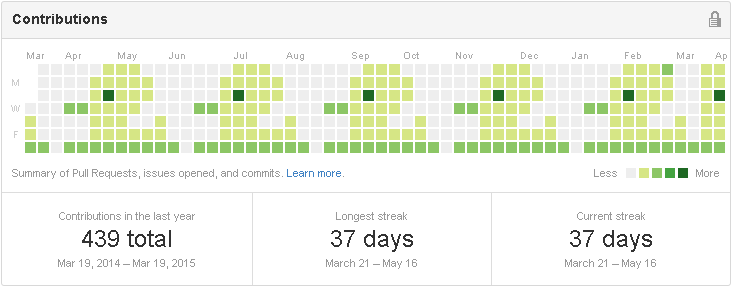 Contributions
Mar Apr May Jun Jul Aug Sep Oct Nov Dec Jan Feb Mar Ap
M
W
F
Summary of Pull Requests, issues opened, and commits. Learn more. Less More
Contributions in the last year
439 total
Mar 19, 2014 – Mar 19, 2015
Longest streak
37 days
March 21 – May 16
Current streak
37 days
March 21 – May 16